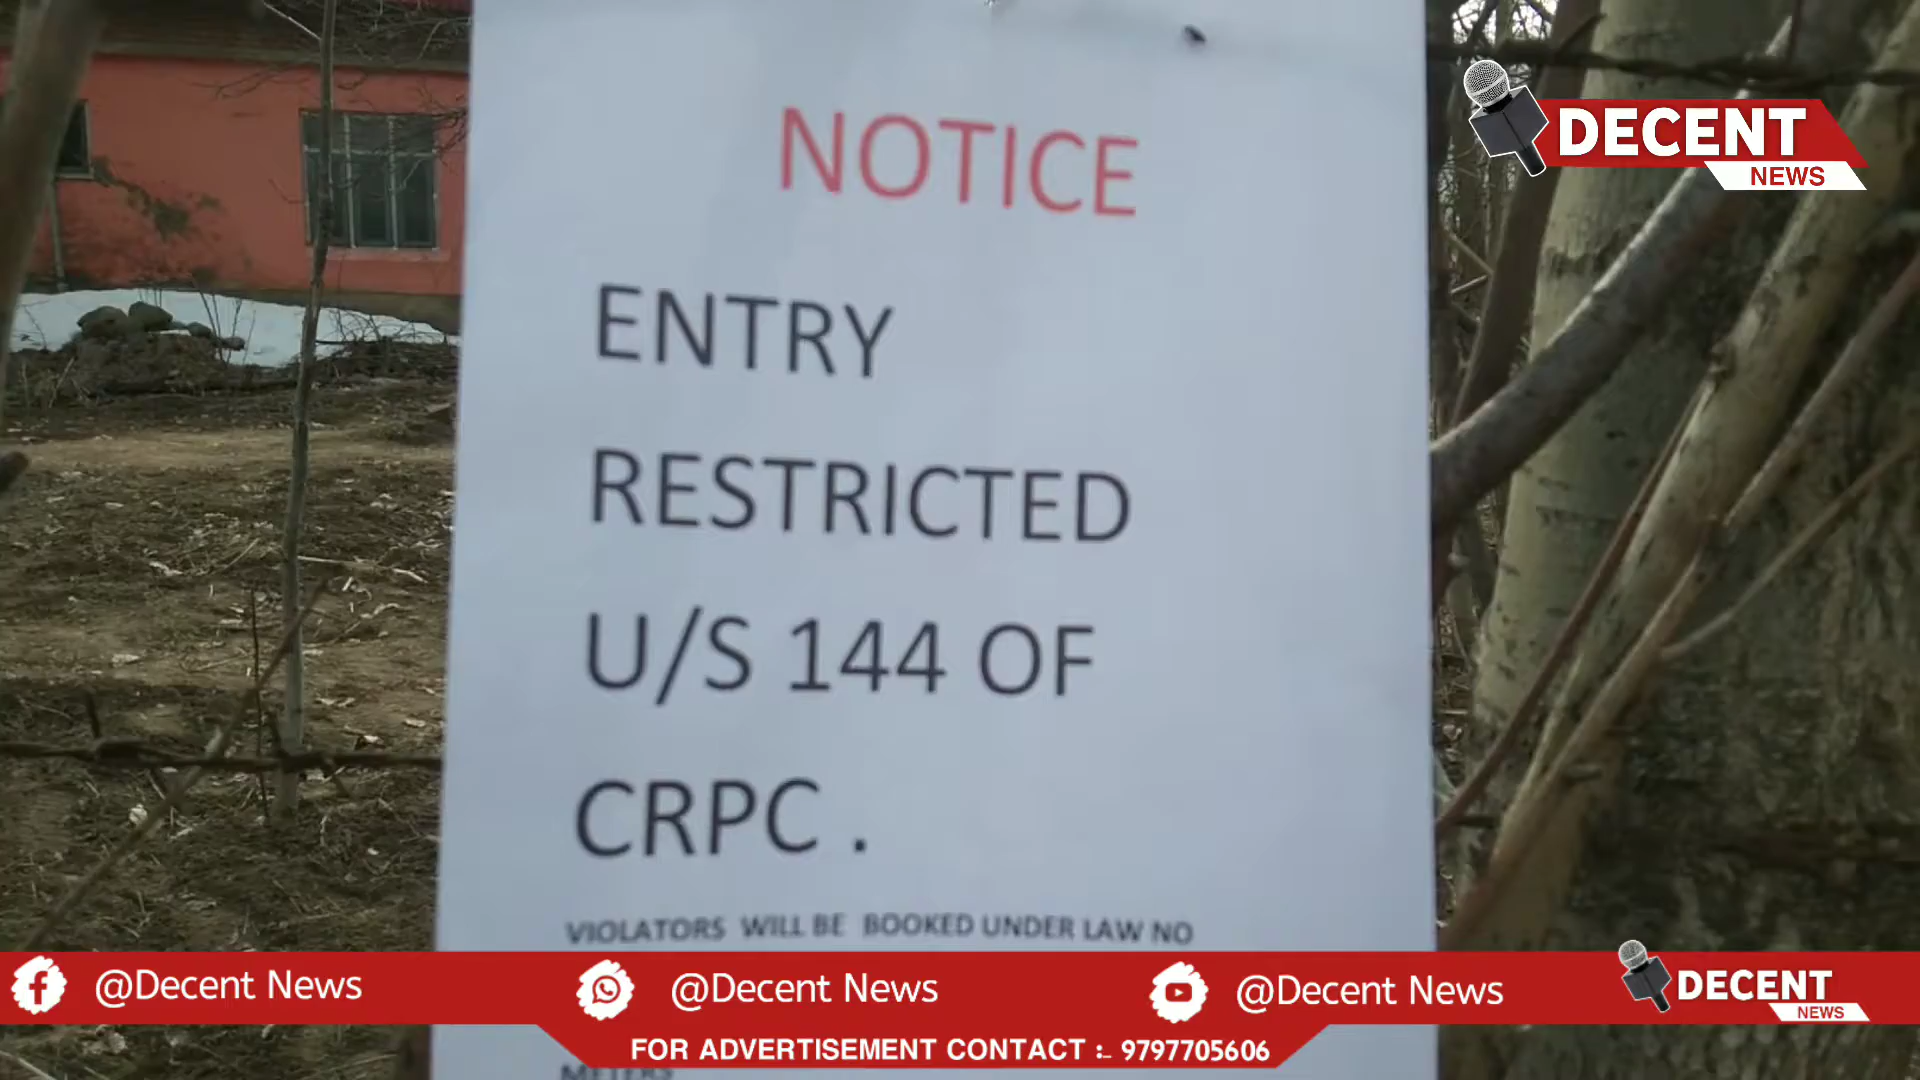 DECENT
NEWS
NOTICE
ENTRY
RESTRICTED
U/S 144 OF
CRPC .
VIOLATORS WILL BE BOOKED UNDER LAW NO
@Decent News
@Decent News
@Decent News
DECENT
NEWS
FOR ADVERTISEMENT CONTACT :- 9797705606
METERS